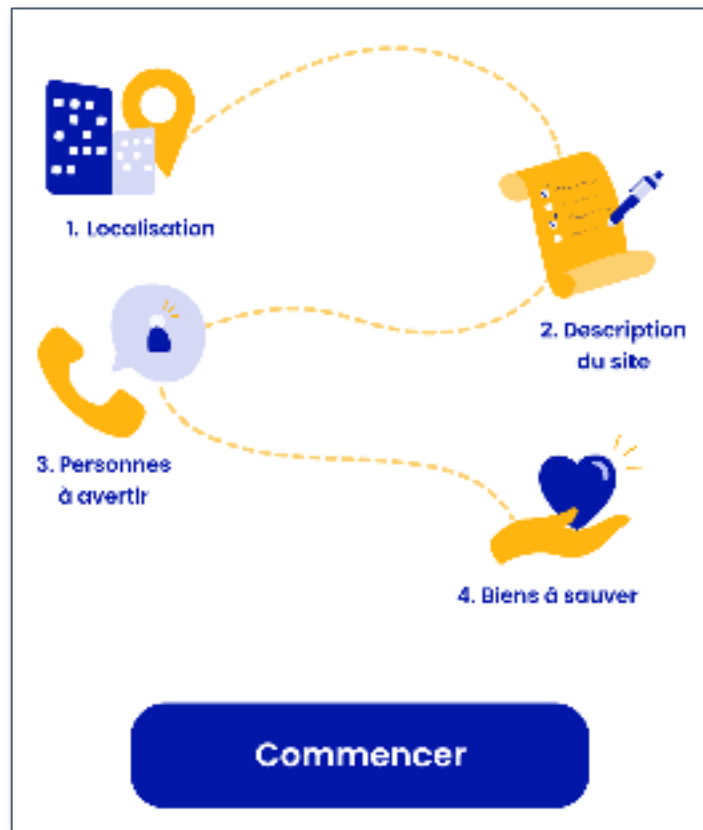 1. Localisation
2. Description
du site
3. Personnes
à avertir
4. Biens à sauver
Commencer